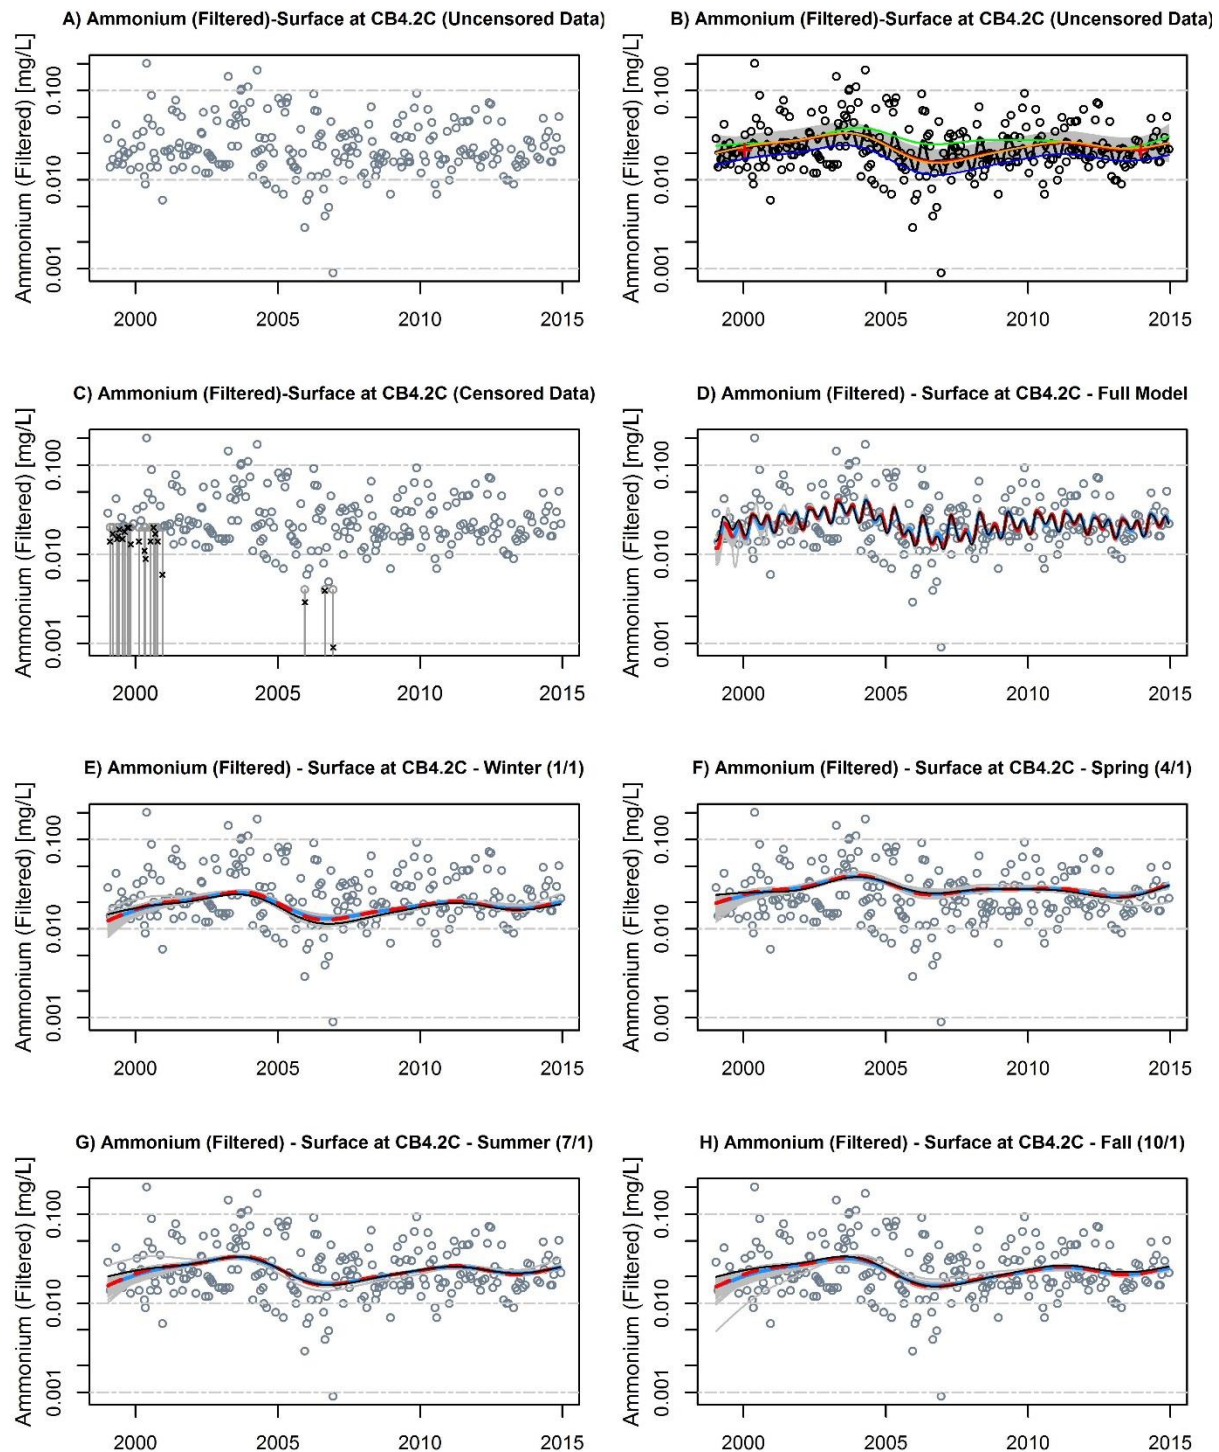 A) Ammonium (Filtered)-Surface at CB4.2C (Uncensored Data)
Ammonium (Filtered) [mg/L]
0.100
0.010
0.001
2000 2005 2010 2015
B) Ammonium (Filtered)-Surface at CB4.2C (Uncensored Data)
Ammonium (Filtered) [mg/L]
0.100
0.010
0.001
2000 2005 2010 2015
C) Ammonium (Filtered)-Surface at CB4.2C (Censored Data)
Ammonium (Filtered) [mg/L]
0.100
0.010
0.001
2000 2005 2010 2015
D) Ammonium (Filtered) - Surface at CB4.2C - Full Model
Ammonium (Filtered) [mg/L]
0.100
0.010
0.001
2000 2005 2010 2015
E) Ammonium (Filtered) - Surface at CB4.2C - Winter (1/1)
Ammonium (Filtered) [mg/L]
0.100
0.010
0.001
2000 2005 2010 2015
F) Ammonium (Filtered) - Surface at CB4.2C - Spring (4/1)
Ammonium (Filtered) [mg/L]
0.100
0.010
0.001
2000 2005 2010 2015
G) Ammonium (Filtered) - Surface at CB4.2C - Summer (7/1)
Ammonium (Filtered) [mg/L]
0.100
0.010
0.001
2000 2005 2010 2015
H) Ammonium (Filtered) - Surface at CB4.2C - Fall (10/1)
Ammonium (Filtered) [mg/L]
0.100
0.010
0.001
2000 2005 2010 2015